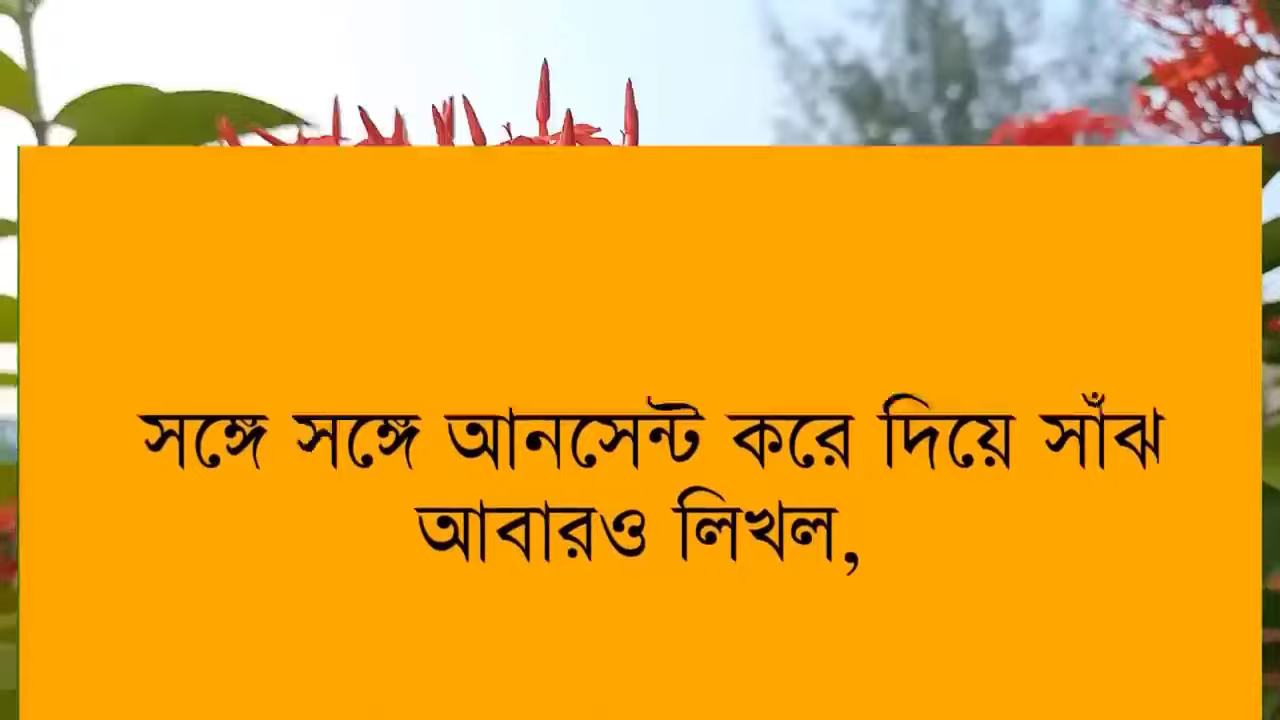 সঙ্গে সঙ্গে আনসেন্ট করে দিয়ে সাঁঝ
আবারও লিখল,